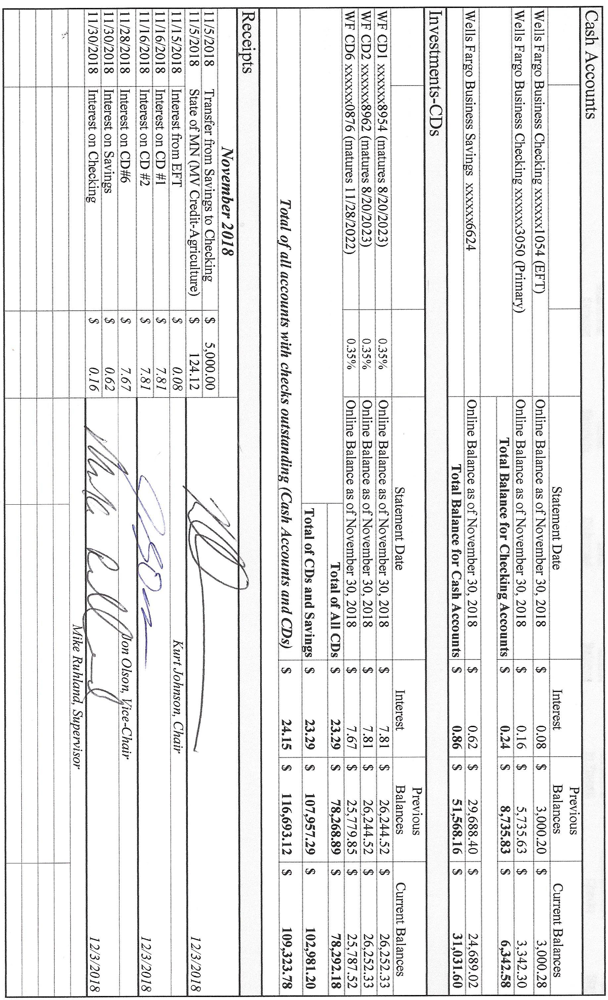 Cash Accounts
Previous
Statement Date Interest Balances Current Balances
Wells Fargo Business Checking xxxxxx1054 (EFT) Online Balance as of November 30, 2018 $ 0.08 $ 3,000.20 $ 3,000.28
Wells Fargo Business Checking xxxxxx3050 (Primary) Online Balance as of November 30, 2018 $ 0.16 $ 5,735.63 $ 3,342.30
Total Balance for Checking Accounts $ 0.24 $ 8,735.83 $ 6,342.58
Wells Fargo Business Savings xxxxxx6624 Online Balance as of November 30, 2018 $ 0.62 $ 29,688.40 $ 24,689.02
Total Balance for Cash Accounts $ 0.86 $ 51,568.16 $ 31,031.60
Investments-CDs
Previous
Statement Date Interest Balances Current Balances
WF CD1 xxxxxx8954 (matures 8/20/2023) 0.35% Online Balance as of November 30, 2018 $ 7.81 $ 26,244.52 $ 26,252.33
WF CD2 xxxxxx8962 (matures 8/20/2023) 0.35% Online Balance as of November 30, 2018 $ 7.81 $ 26,244.52 $ 26,252.33
WF CD6 xxxxxxx0876 (matures 11/28/2022) 0.35% Online Balance as of November 30, 2018 $ 7.67 $ 25,779.85 $ 25,787.52
Total of All CDs $ 23.29 $ 78,268.89 $ 78,292.18
Total of CDs and Savings $ 23.29 $ 107,957.29 $ 102,981.20
Total of all accounts with checks outstanding (Cash Accounts and CDs) $ 24.15 $ 116,693.12 $ 109,323.78
Receipts
November 2018
11/5/2018 Transfer from Savings to Checking $ 5,000.00
11/5/2018 State of MN (MV Credit-Agriculture) $ 124.12 12/3/2018
11/15/2018 Interest from EFT $ 0.08 Kurt Johnson, Chair
11/16/2018 Interest on CD #1 $ 7.81
11/16/2018 Interest on CD #2 $ 7.81 12/3/2018
11/28/2018 Interest on CD#6 $ 7.67 Jon Olson, Vice-Chair
11/30/2018 Interest on Savings $ 0.62
11/30/2018 Interest on Checking $ 0.16 12/3/2018
Mike Ruhland, Supervisor